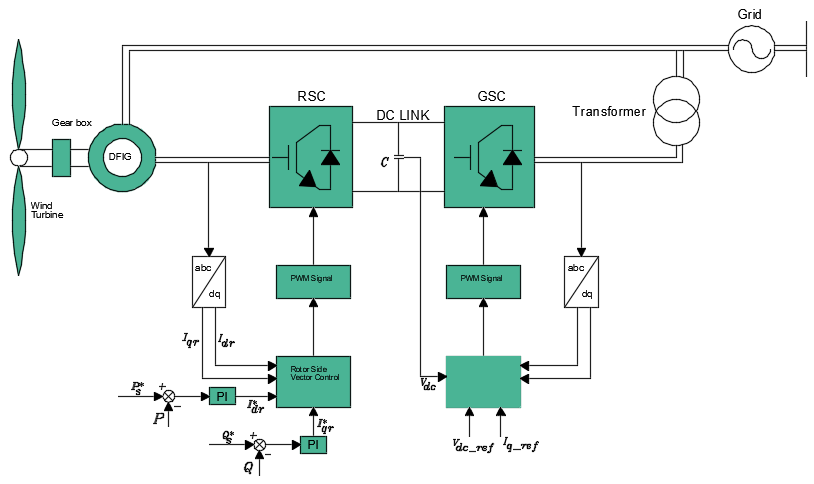 Grid
RSC
DC LINK
GSC
Transformer
Gear box
DFIG
C
Wind
Turbine
abc
dq
PWM Signal
PWM Signal
abc
dq
Iqr
Idr
Rotor Side
Vector Control
Vdc
Ps*
+
−
P
PI
I*dr
Qs*
+
−
Q
PI
I*qr
Vdc_ref
Iq_ref